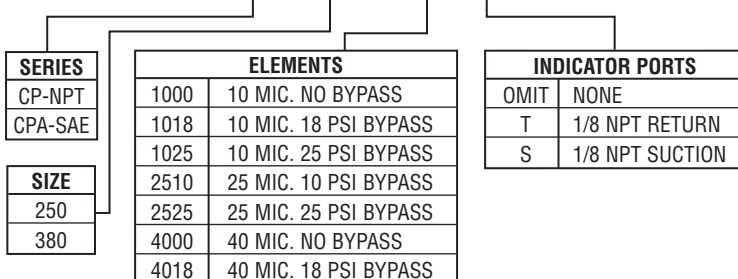 SERIES
CP-NPT
CPA-SAE
SIZE
250
380
ELEMENTS
1000 10 MIC. NO BYPASS
1018 10 MIC. 18 PSI BYPASS
1025 10 MIC. 25 PSI BYPASS
2510 25 MIC. 10 PSI BYPASS
2525 25 MIC. 25 PSI BYPASS
4000 40 MIC. NO BYPASS
4018 40 MIC. 18 PSI BYPASS
INDICATOR PORTS
OMIT NONE
T 1/8 NPT RETURN
S 1/8 NPT SUCTION